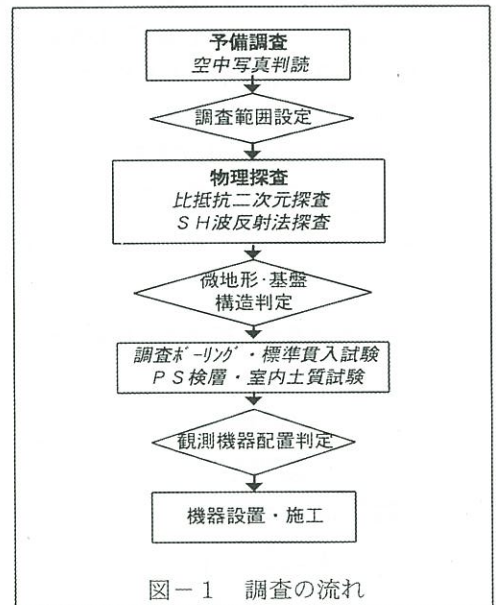 予備調査
空中写真判読
調査範囲設定
物理探査
比抵抗二次元探査
SH波反射法探査
微地形・基盤
構造判定
調査ﾎﾞｰﾘﾝｸﾞ・標準貫入試験
PS検層・室内土質試験
観測機器配置判定
機器設置・施工
図－1 調査の流れ